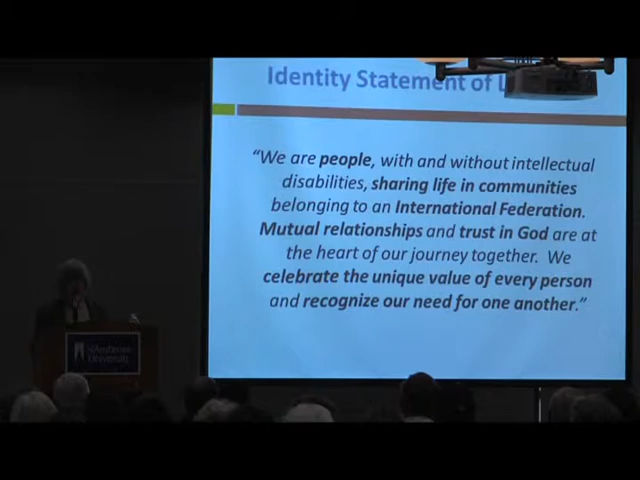 Identity Statement of
“We are people, with and without intellectual
disabilities, sharing life in communities
belonging to an International Federation.
Mutual relationships and trust in God are at
the heart of our journey together. We
celebrate the unique value of every person
and recognize our need for one another.”
University